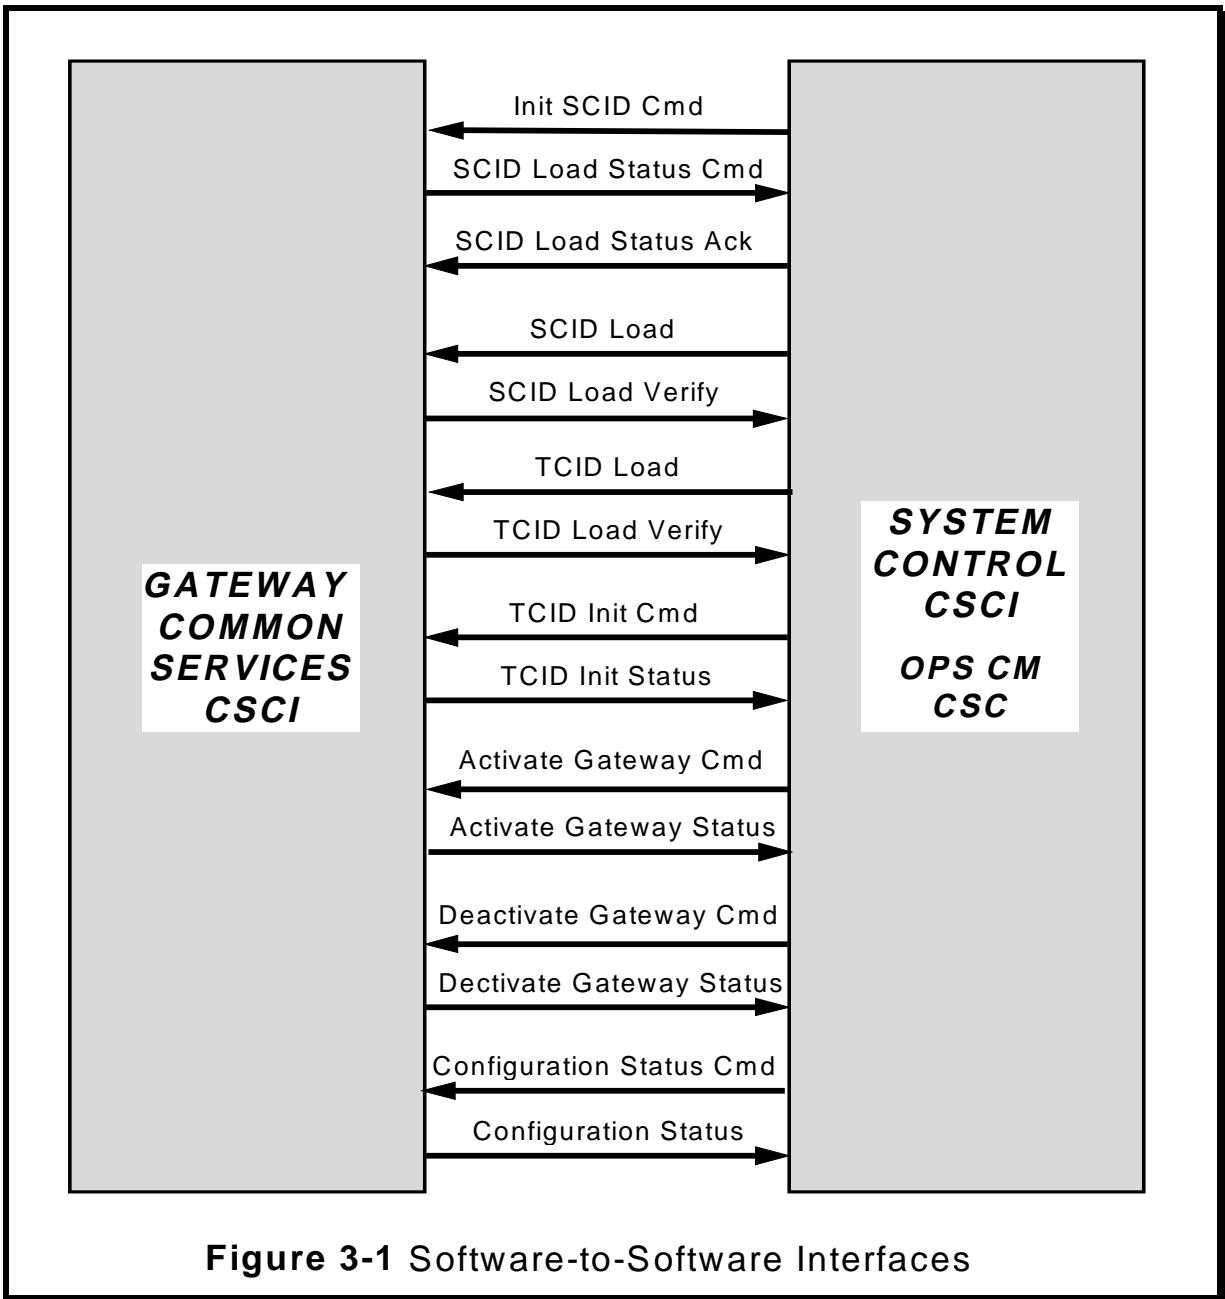 Init SCID Cmd
SCID Load Status Cmd
SCID Load Status Ack
SCID Load
SCID Load Verify
TCID Load
TCID Load Verify
TCID Init Cmd
TCID Init Status
Activate Gateway Cmd
Activate Gateway Status
Deactivate Gateway Cmd
Dectivate Gateway Status
Configuration Status Cmd
Configuration Status
GATEWAY
COMMON
SERVICES
CSCI
SYSTEM
CONTROL
CSCI
OPS CM
CSC
Figure 3-1 Software-to-Software Interfaces